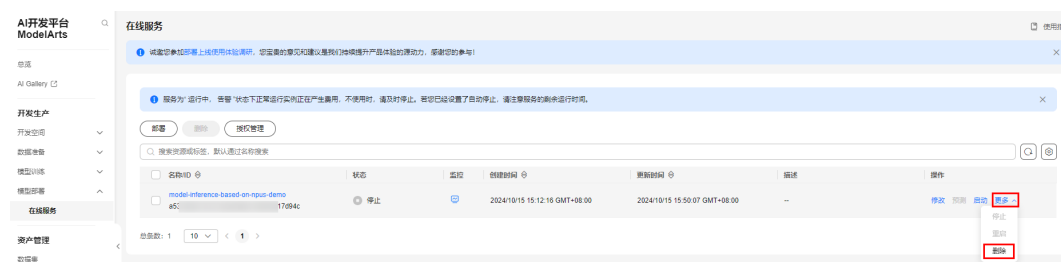 AI开发平台
ModelArts
总览
AI Gallery
开发生产
开发空间
数据准备
模型训练
模型部署
在线服务
资产管理
数据集
在线服务
使用指
诚邀您参加部署上线使用体验调研，您宝贵的意见和建议是我们持续提升产品体验的源动力，感谢您的参与！
服务为“运行中、告警”状态下正常运行实例正在产生费用，不使用时，请及时停止。若您已经设置了自动停止，请注意服务的剩余运行时间。
部署 删除 授权管理
搜索资源或标签，默认通过名称搜索
名称/ID 状态 监控 创建时间 更新时间 描述 操作
model-inference-based-on-npus-demo
a53 17d94c
停止 2024/10/15 15:12:16 GMT+08:00 2024/10/15 15:50:07 GMT+08:00 -- 修改 预测 启动 更多
停止
重启
删除
总条数：1 10 < 1 >